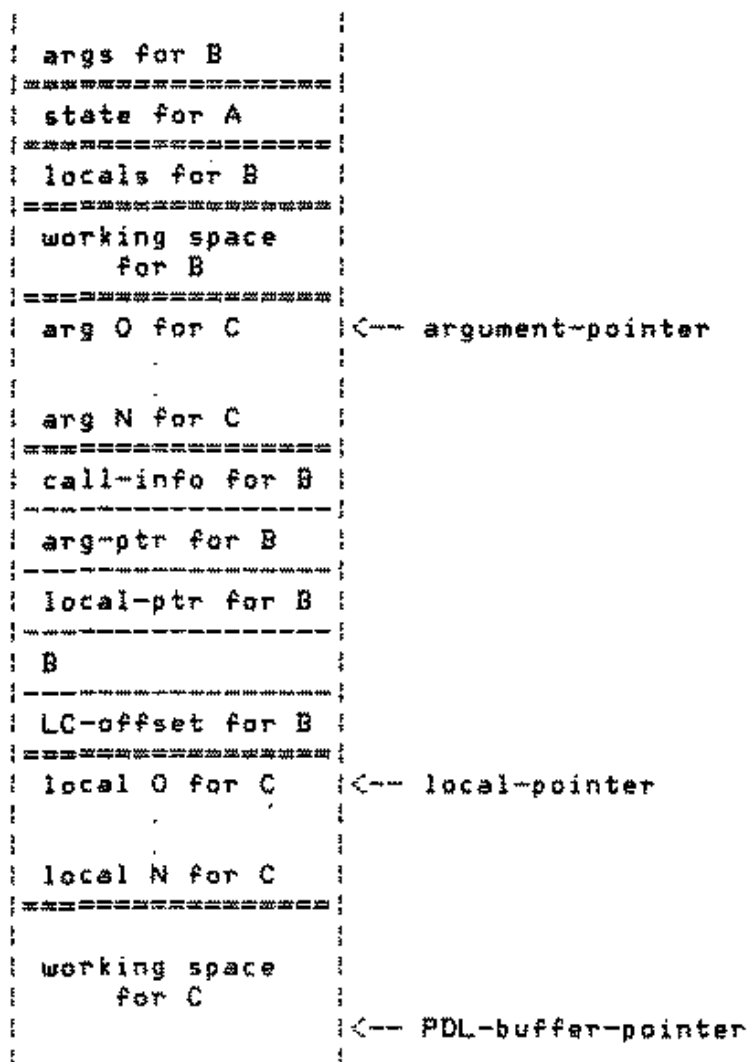 args for B
state for A
locals for B
working space
for B
arg 0 for C <-- argument-pointer
.
.
arg N for C
call-info for B
arg-ptr for B
local-ptr for B
B
LC-offset for B
local 0 for C <-- local-pointer
.
.
local N for C
working space
for C
<-- PDL-buffer-pointer